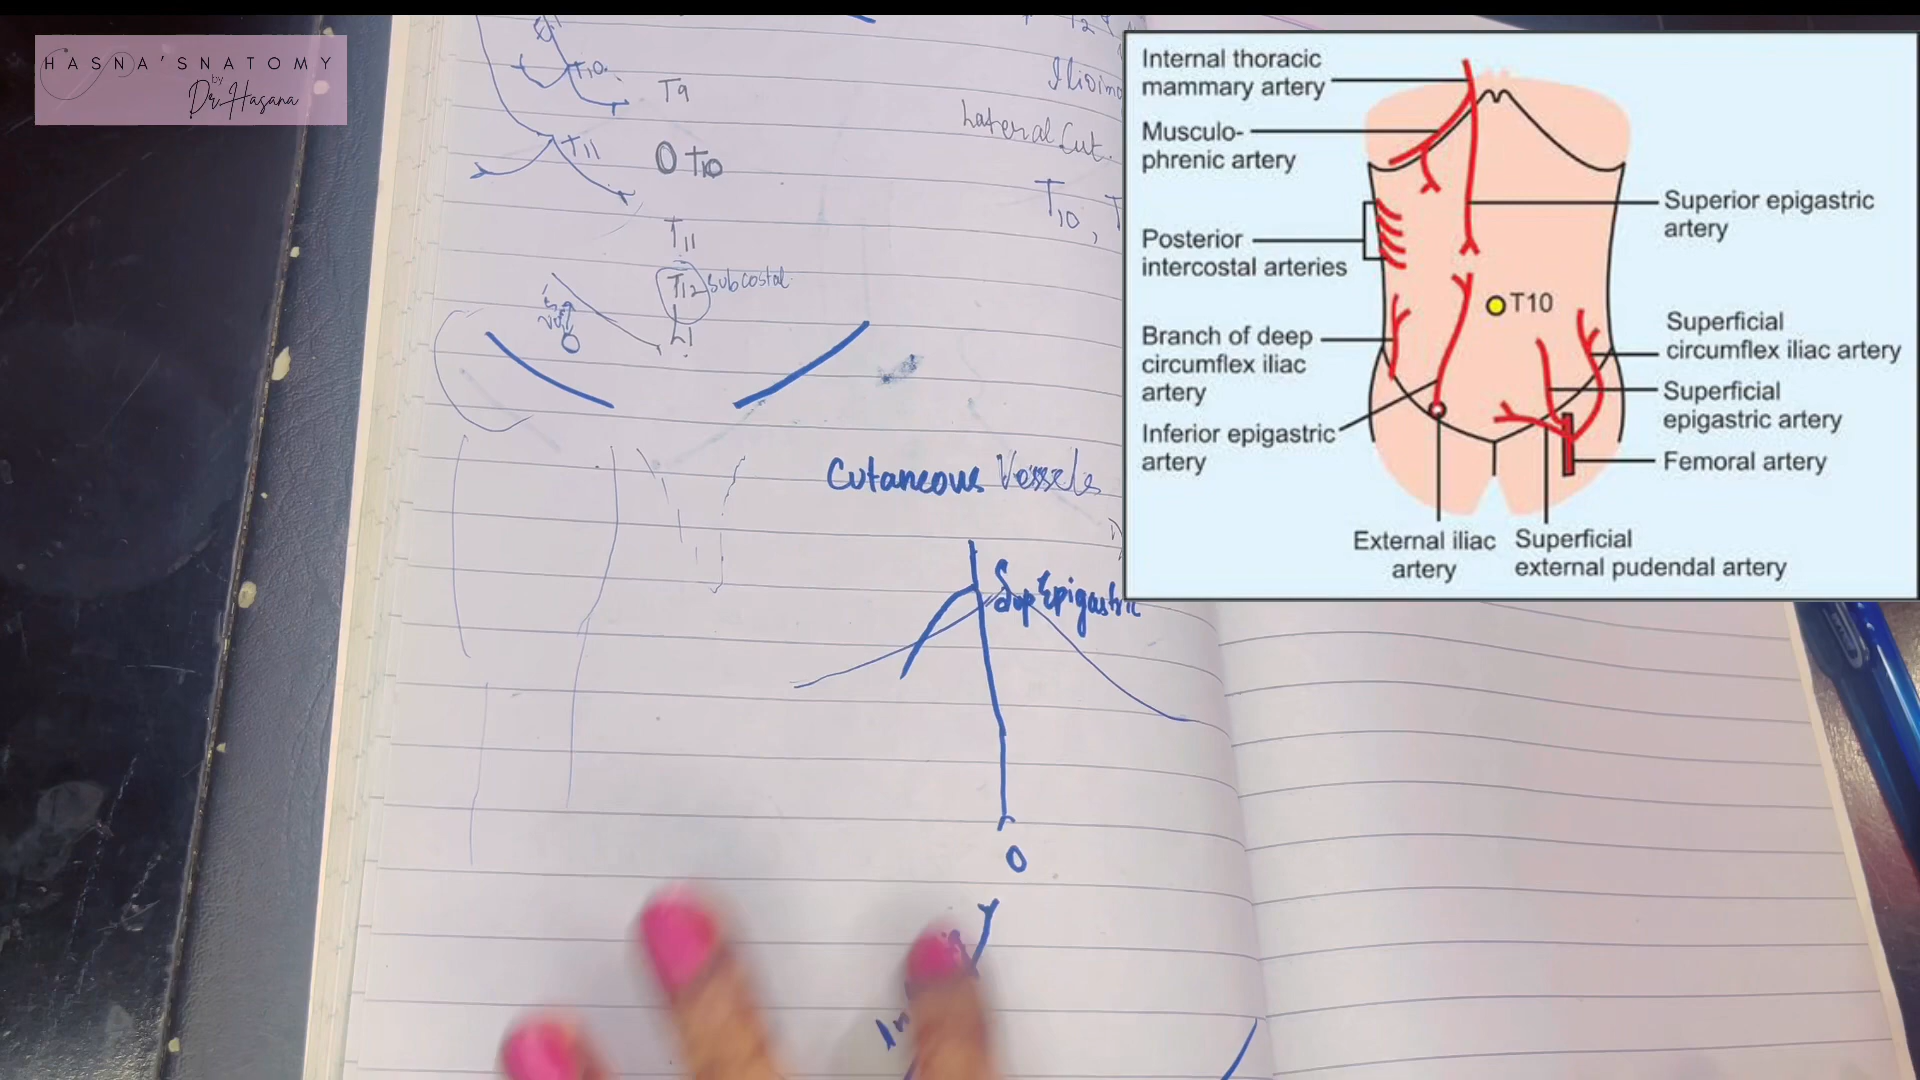 HASNA'SNATOMY
by
Dr.Hasana
T10
T9
T11
O T10
T11
T12 subcostal
L1
T2
Lateral Cut.
T10, T
Cutaneous Vessels
Sup Epigastric
Internal thoracic
mammary artery
Musculo-
phrenic artery
Posterior
intercostal arteries
Branch of deep
circumflex iliac
artery
Inferior epigastric
artery
Superior epigastric
artery
T10
Superficial
circumflex iliac artery
Superficial
epigastric artery
Femoral artery
External iliac
artery
Superficial
external pudendal artery